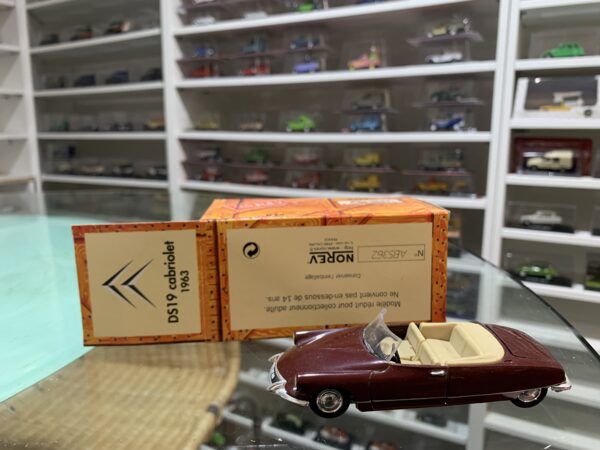 DS19 cabriolet
1963
N° AB5362
NOREV
Conserver l'emballage
Ne convient pas en-dessous de 14 ans.
Modèle réduit pour collectionneur adulte.